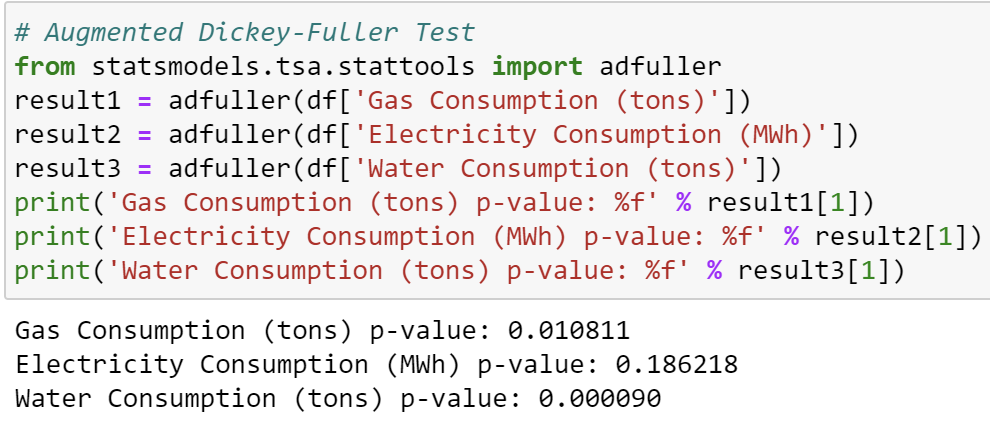 # Augmented Dickey-Fuller Test
from statsmodels.tsa.stattools import adfuller
result1 = adfuller(df['Gas Consumption (tons)'])
result2 = adfuller(df['Electricity Consumption (MWh)'])
result3 = adfuller(df['Water Consumption (tons)'])
print('Gas Consumption (tons) p-value: %f' % result1[1])
print('Electricity Consumption (MWh) p-value: %f' % result2[1])
print('Water Consumption (tons) p-value: %f' % result3[1])
Gas Consumption (tons) p-value: 0.010811
Electricity Consumption (MWh) p-value: 0.186218
Water Consumption (tons) p-value: 0.000090